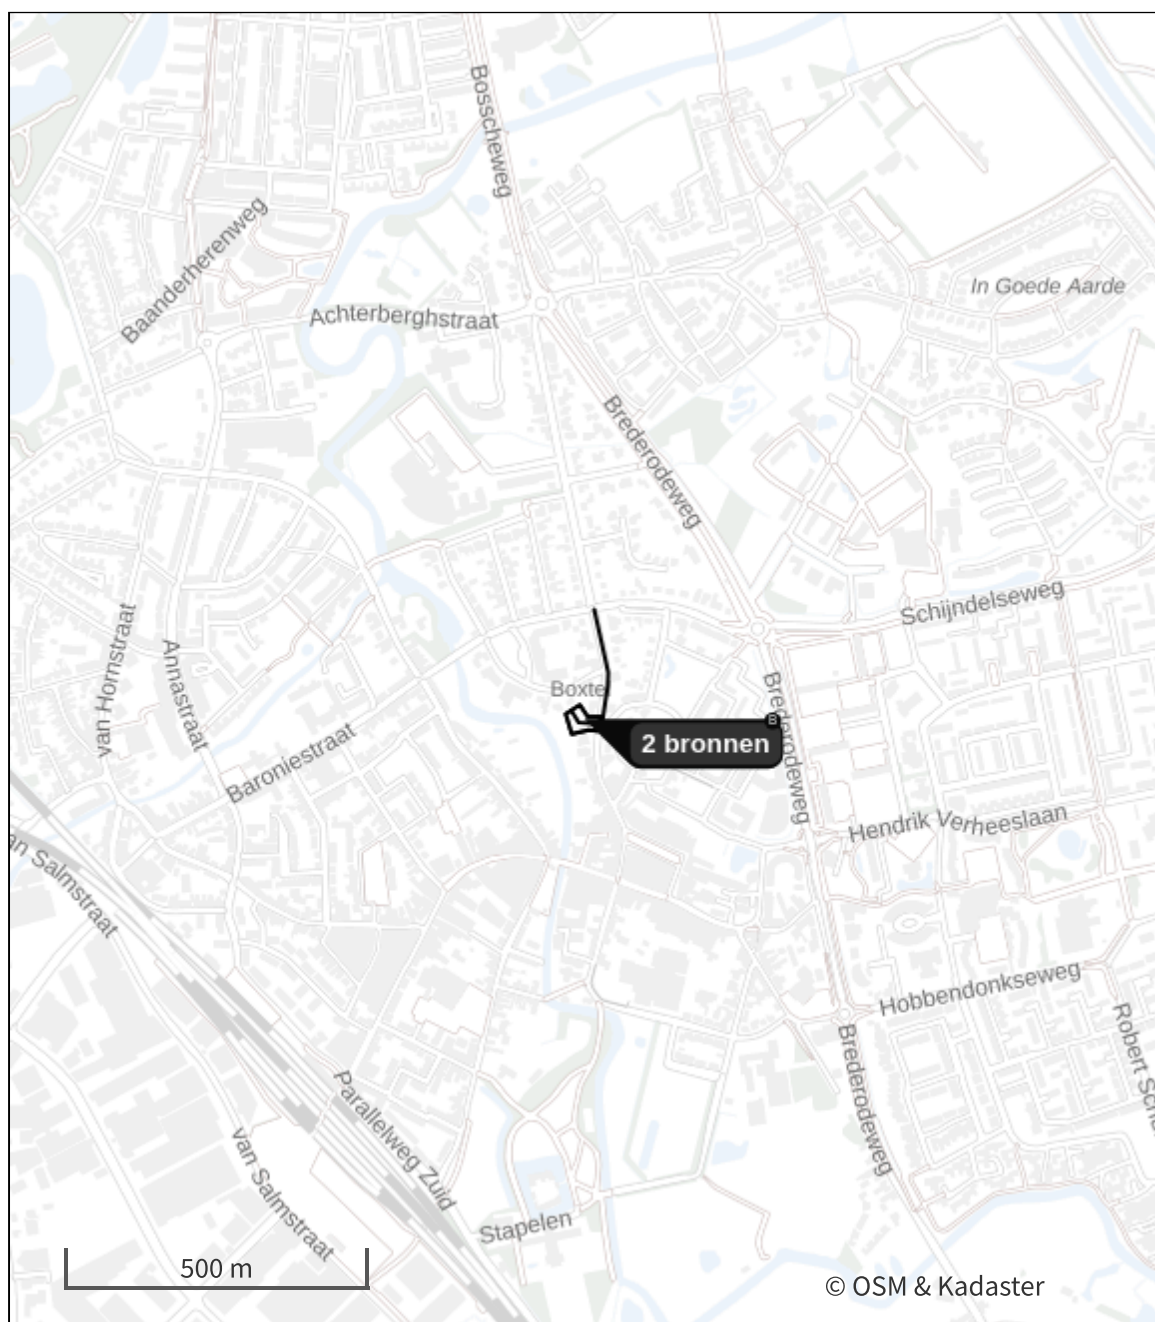 Bosscheweg
Baanderherenweg
In Goede Aarde
Achterberghstraat
Brederodeweg
Schijndelseweg
van Hornstraat
Annastraat
Boxte
Brederodeweg
B
2 bronnen
Baroniestraat
Hendrik Verheeslaan
an Salmstraat
Hobbendonkseweg
Robert Schu
Brederodeweg
Parallelweg Zuid
van Salmstraat
Stapelen
500 m
© OSM & Kadaster